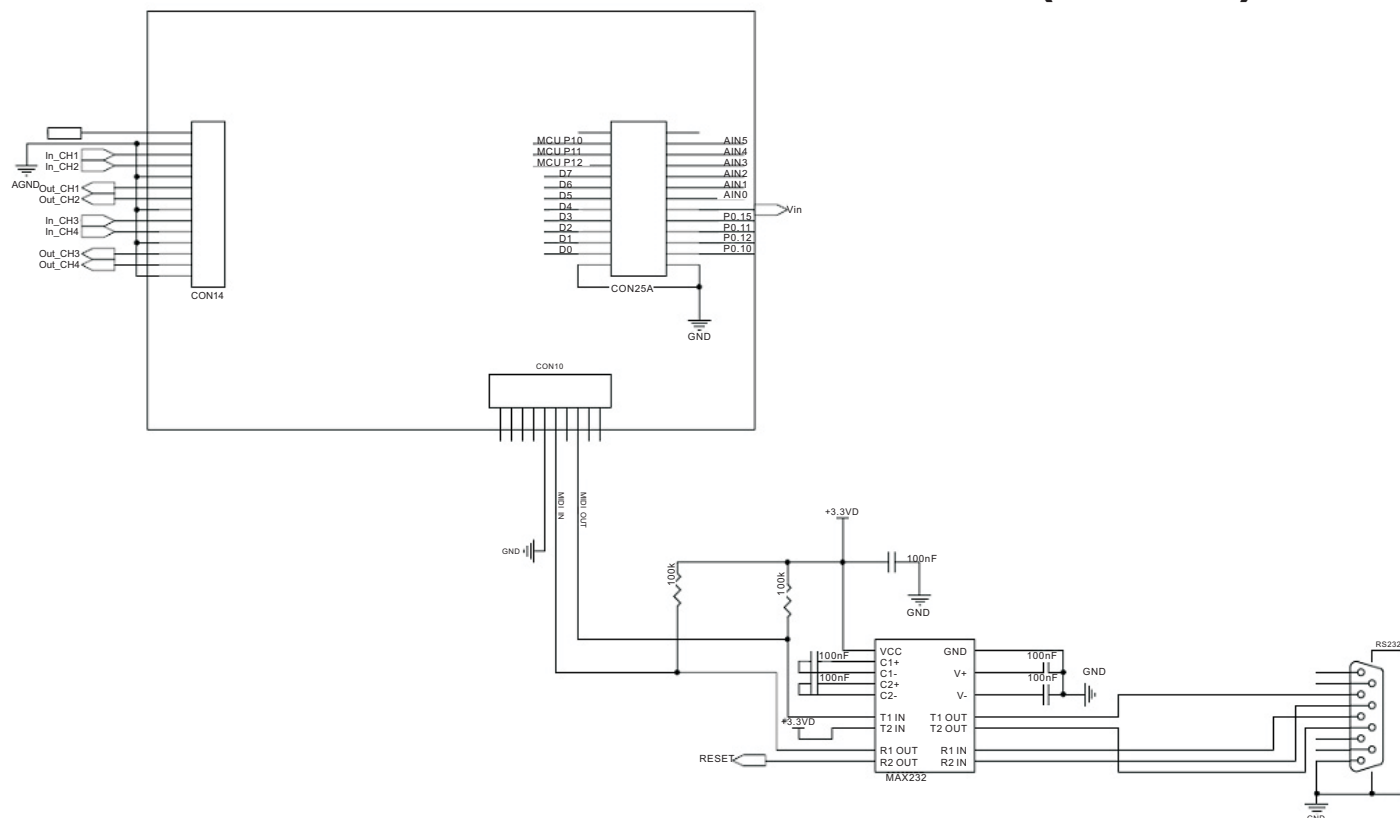 In_CH1
In_CH2
AGND
Out_CH1
Out_CH2
In_CH3
In_CH4
Out_CH3
Out_CH4
CON14
MCU P10
MCU P11
MCU P12
D7
D6
D5
D4
D3
D2
D1
D0
AIN5
AIN4
AIN3
AIN2
AIN1
AIN0
Vin
P0.15
P0.11
P0.12
P0.10
CON25A
GND
CON10
MIDI IN
MIDI OUT
GND
+3.3VD
100k
100k
100nF
GND
100nF
100nF
VCC
C1+
C1-
C2+
C2-
T1 IN
T2 IN
R1 OUT
R2 OUT
GND
V+
V-
T1 OUT
T2 OUT
R1 IN
R2 IN
MAX232
100nF
100nF
GND
+3.3VD
RESET
RS232
GND